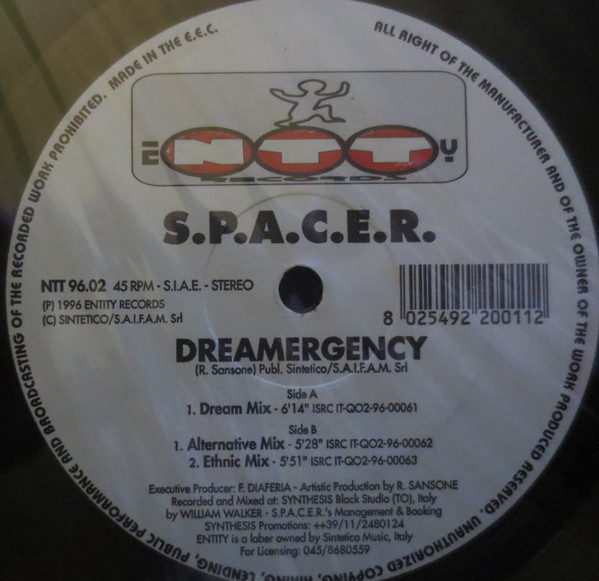 ALL RIGHT OF THE MANUFACTURER AND OF THE OWNER OF THE WORK PRODUCED RESERVED. UNAUTHORIZED COPYING, HIRING, LENDING, PUBLIC PERFORMANCE AND BROADCASTING OF THE RECORDED WORK PROHIBITED. MADE IN THE E.E.C.
ENTITY
RECORDS
S.P.A.C.E.R.
NTT 96.02 45 RPM - S.I.A.E. - STEREO
(P) 1996 ENTITY RECORDS
(C) SINTETICO/S.A.I.F.A.M. Srl
8 025492 200112
DREAMERGENCY
(R. Sansone) Publ. Sintetico/S.A.I.F.A.M. Srl
Side A
1. Dream Mix - 6'14" ISRC IT-QO2-96-00061
Side B
1. Alternative Mix - 5'28" ISRC IT-QO2-96-00062
2. Ethnic Mix - 5'51" ISRC IT-QO2-96-00063
Executive Producer: F. DIAFERIA - Artistic Production by R. SANSONE
Recorded and Mixed at: SYNTHESIS Black Studio (TO), Italy
by WILLIAM WALKER - S.P.A.C.E.R.'s Management & Booking
SYNTHESIS Promotions: ++39/11/2480124
ENTITY is a laber owned by Sintetico Music, Italy
For Licensing: 045/8680559